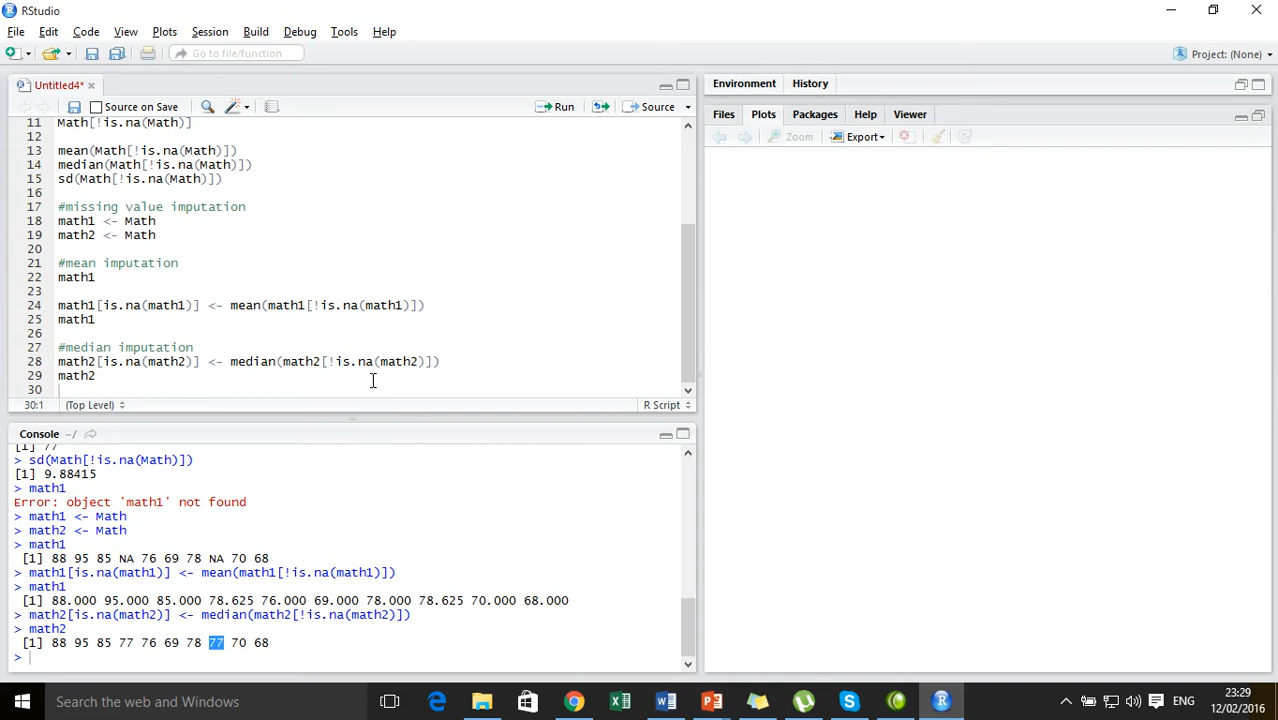 RStudio
File Edit Code View Plots Session Build Debug Tools Help
Go to file/function
Project: (None)
Untitled4*
Source on Save
Run
Source
11 Math[!is.na(Math)]
12
13 mean(Math[!is.na(Math)])
14 median(Math[!is.na(Math)])
15 sd(Math[!is.na(Math)])
16
17 #missing value imputation
18 math1 <- Math
19 math2 <- Math
20
21 #mean imputation
22 math1
23
24 math1[is.na(math1)] <- mean(math1[!is.na(math1)])
25 math1
26
27 #median imputation
28 math2[is.na(math2)] <- median(math2[!is.na(math2)])
29 math2
30
30:1 (Top Level) R Script
Console ~/
[1] 77
> sd(Math[!is.na(Math)])
[1] 9.88415
> math1
Error: object 'math1' not found
> math1 <- Math
> math2 <- Math
> math1
[1] 88 95 85 NA 76 69 78 NA 70 68
> math1[is.na(math1)] <- mean(math1[!is.na(math1)])
> math1
[1] 88.000 95.000 85.000 78.625 76.000 69.000 78.000 78.625 70.000 68.000
> math2[is.na(math2)] <- median(math2[!is.na(math2)])
> math2
[1] 88 95 85 77 76 69 78 77 70 68
>
Environment History
Files Plots Packages Help Viewer
Zoom Export
Search the web and Windows
ENG
23:29
12/02/2016